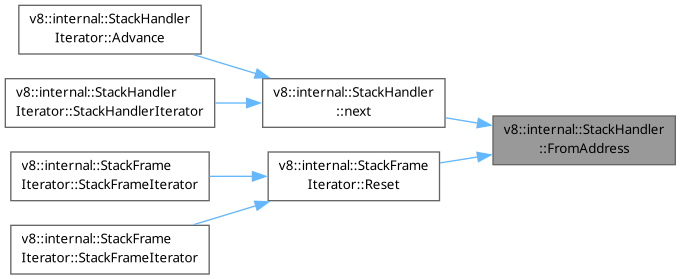 v8::internal::StackHandler
Iterator::Advance
v8::internal::StackHandler
Iterator::StackHandlerIterator
v8::internal::StackHandler
::next
v8::internal::StackHandler
::FromAddress
v8::internal::StackFrame
Iterator::StackFrameIterator
v8::internal::StackFrame
Iterator::Reset
v8::internal::StackFrame
Iterator::StackFrameIterator